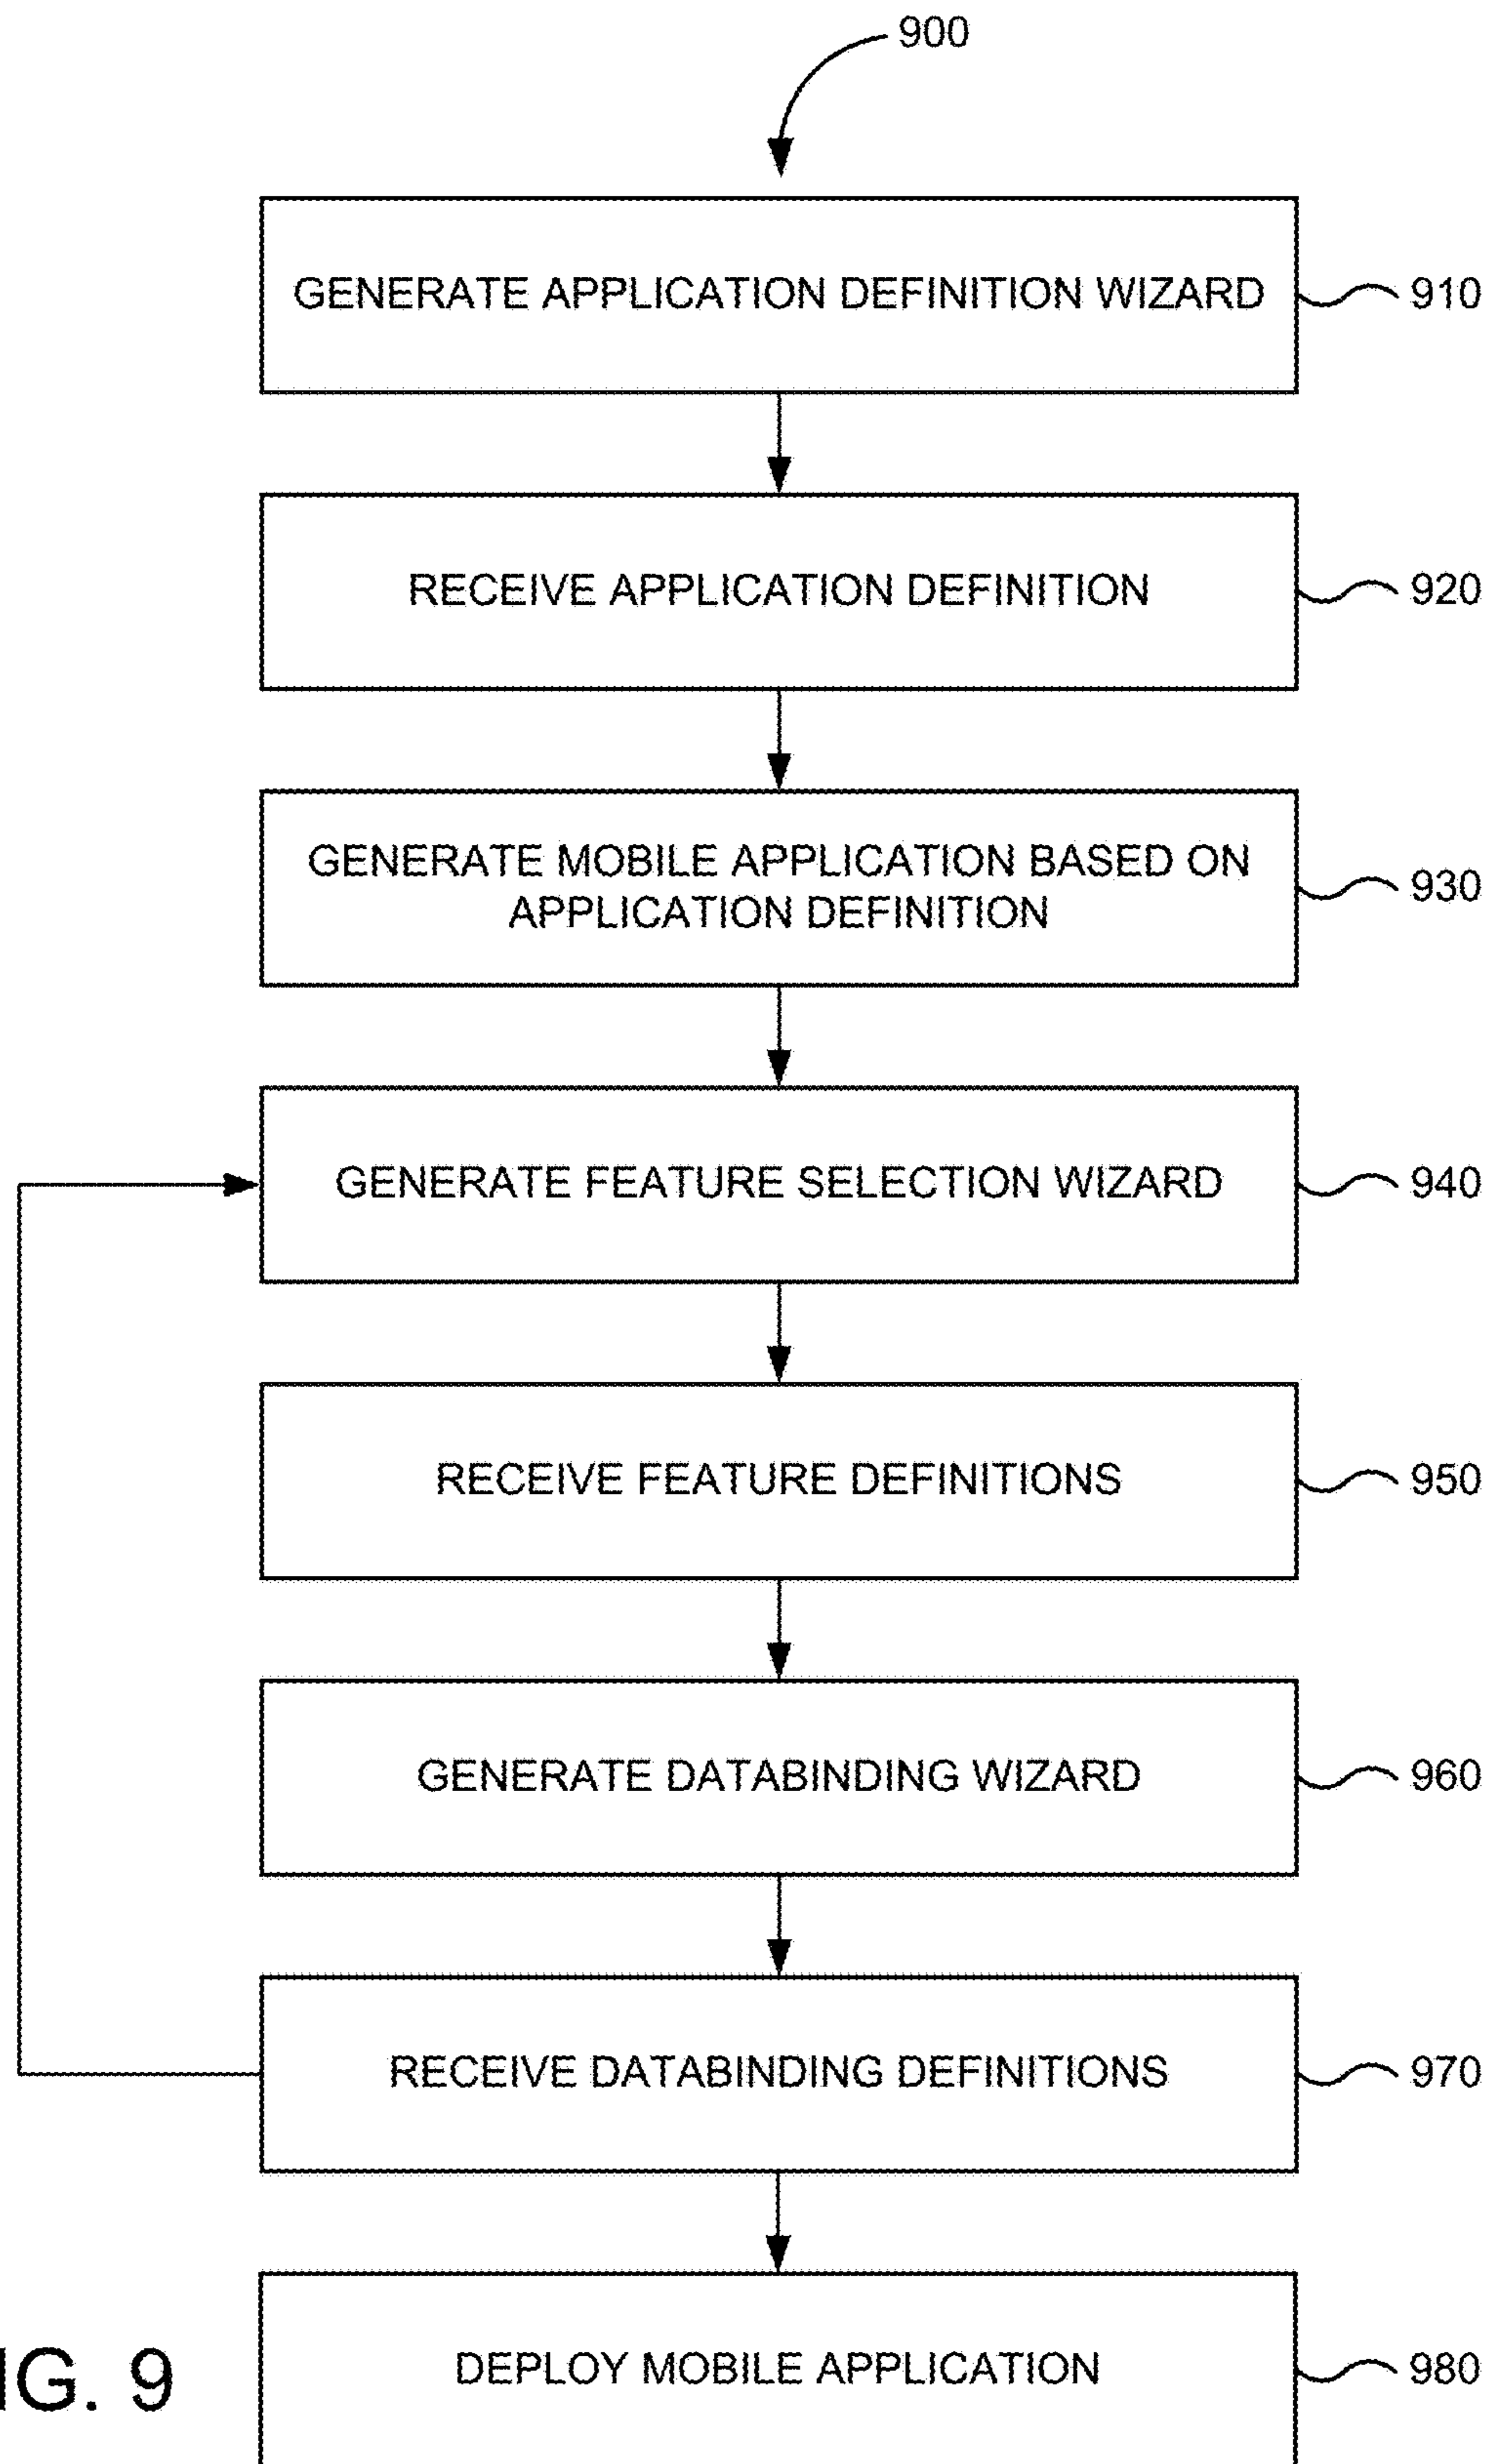 900
GENERATE APPLICATION DEFINITION WIZARD
910
RECEIVE APPLICATION DEFINITION
920
GENERATE MOBILE APPLICATION BASED ON
APPLICATION DEFINITION
930
GENERATE FEATURE SELECTION WIZARD
940
RECEIVE FEATURE DEFINITIONS
950
GENERATE DATABINDING WIZARD
960
RECEIVE DATABINDING DEFINITIONS
970
DEPLOY MOBILE APPLICATION
980
IG. 9